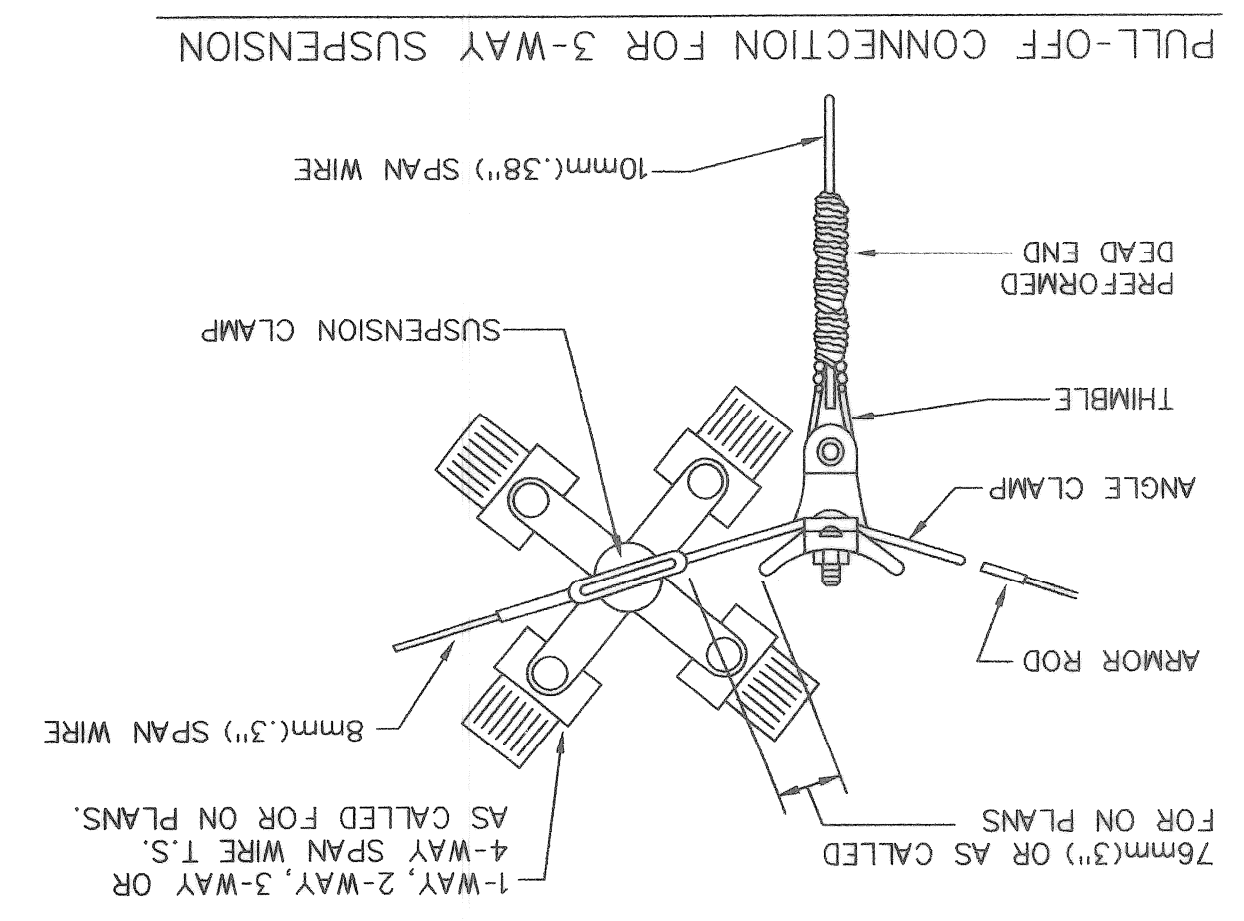 76mm(3") OR AS CALLED
FOR ON PLANS
1-WAY, 2-WAY, 3-WAY OR
4-WAY SPAN WIRE T.S.
AS CALLED FOR ON PLANS.
8mm(.3") SPAN WIRE
ARMOR ROD
ANGLE CLAMP
THIMBLE
SUSPENSION CLAMP
PREFORMED
DEAD END
10mm(.38") SPAN WIRE
PULL-OFF CONNECTION FOR 3-WAY SUSPENSION